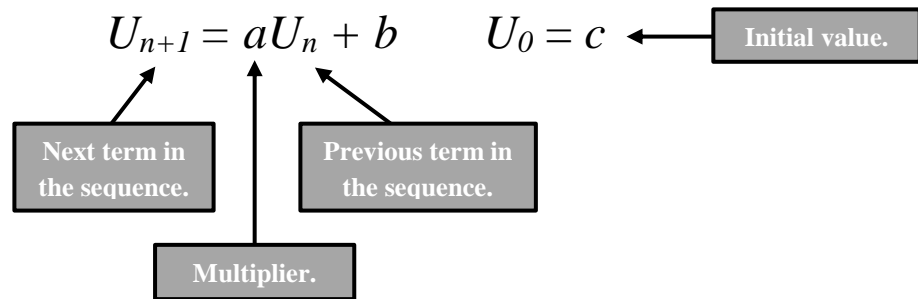 Uₙ₊₁ = aUₙ + b U₀ = c
Initial value.
Next term in
the sequence.
Previous term in
the sequence.
Multiplier.